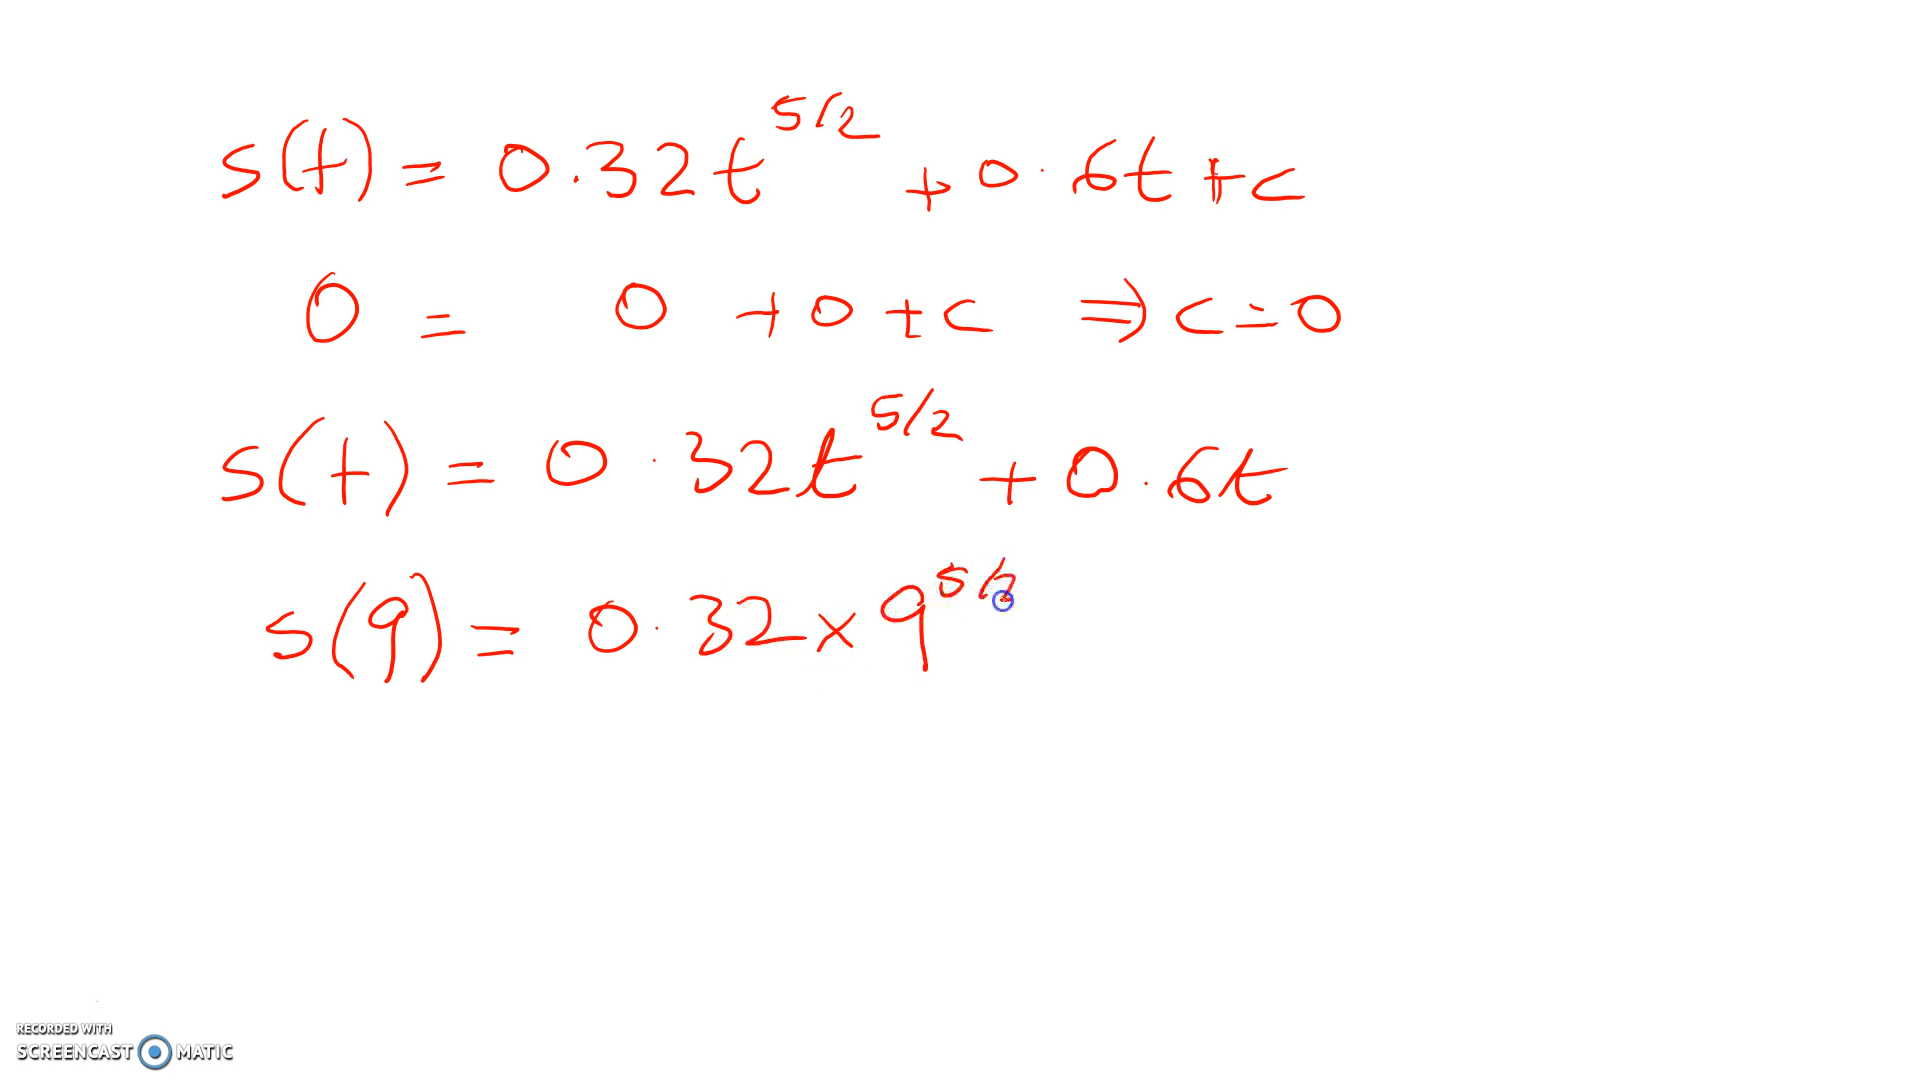 s(t) = 0.32t^5/2 + 0.6t + c
0 = 0 + 0 + c ⇒ c = 0
s(t) = 0.32t^5/2 + 0.6t
s(9) = 0.32 × 9^5/2
RECORDED WITH
SCREENCAST MATIC